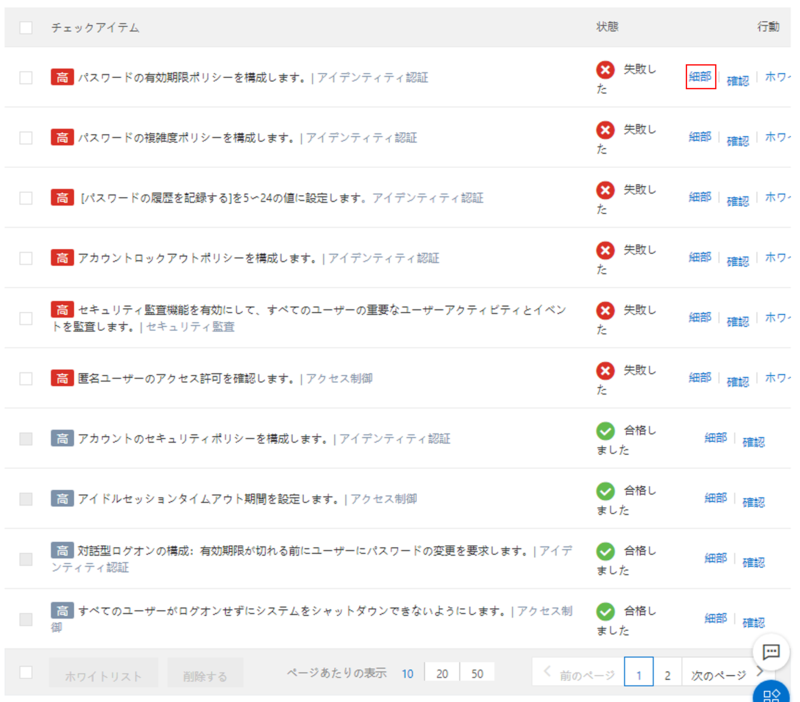 チェックアイテム 状態 行動
高 パスワードの有効期限ポリシーを構成します。| アイデンティティ認証 失敗し 細部 確認 ホワ
た
高 パスワードの複雑度ポリシーを構成します。| アイデンティティ認証 失敗し 細部 確認 ホワ
た
高 [パスワードの履歴を記録する]を5〜24の値に設定します。アイデンティティ認証 失敗し 細部 確認 ホワ
た
高 アカウントロックアウトポリシーを構成します。| アイデンティティ認証 失敗し 細部 確認 ホワ
た
高 セキュリティ監査機能を有効にして、すべてのユーザーの重要なユーザーアクティビティとイベン 失敗し 細部 確認 ホワ
トを監査します。| セキュリティ監査 た
高 匿名ユーザーのアクセス許可を確認します。| アクセス制御 失敗し 細部 確認 ホワ
た
高 アカウントのセキュリティポリシーを構成します。| アイデンティティ認証 合格し 細部 確認
ました
高 アイドルセッションタイムアウト期間を設定します。| アクセス制御 合格し 細部 確認
ました
高 対話型ログオンの構成：有効期限が切れる前にユーザーにパスワードの変更を要求します。| アイデ 合格し 細部 確認
ンティティ認証 ました
高 すべてのユーザーがログオンせずにシステムをシャットダウンできないようにします。| アクセス制 合格し 細部 確認
御 ました
ホワイトリスト 削除する ページあたりの表示 10 20 50 前のページ 1 2 次のページ